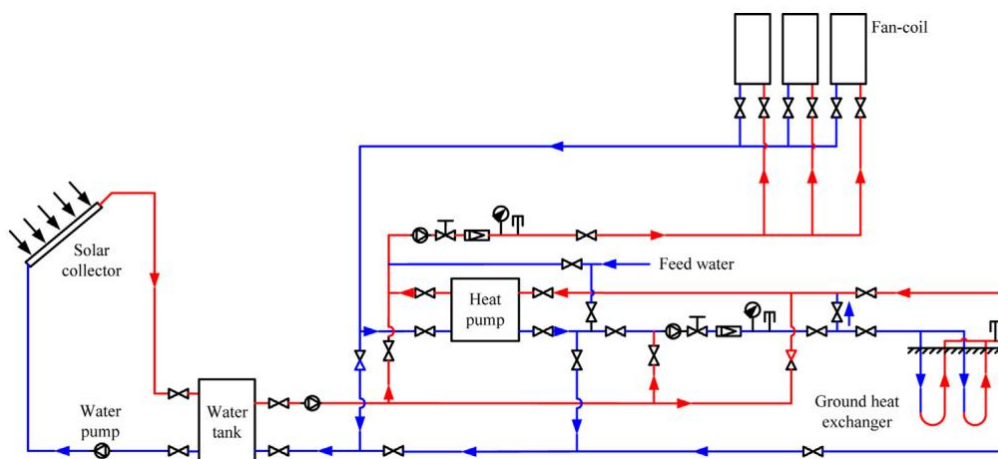 Fan-coil
Solar
collector
Feed water
Heat
pump
Water
pump
Water
tank
Ground heat
exchanger